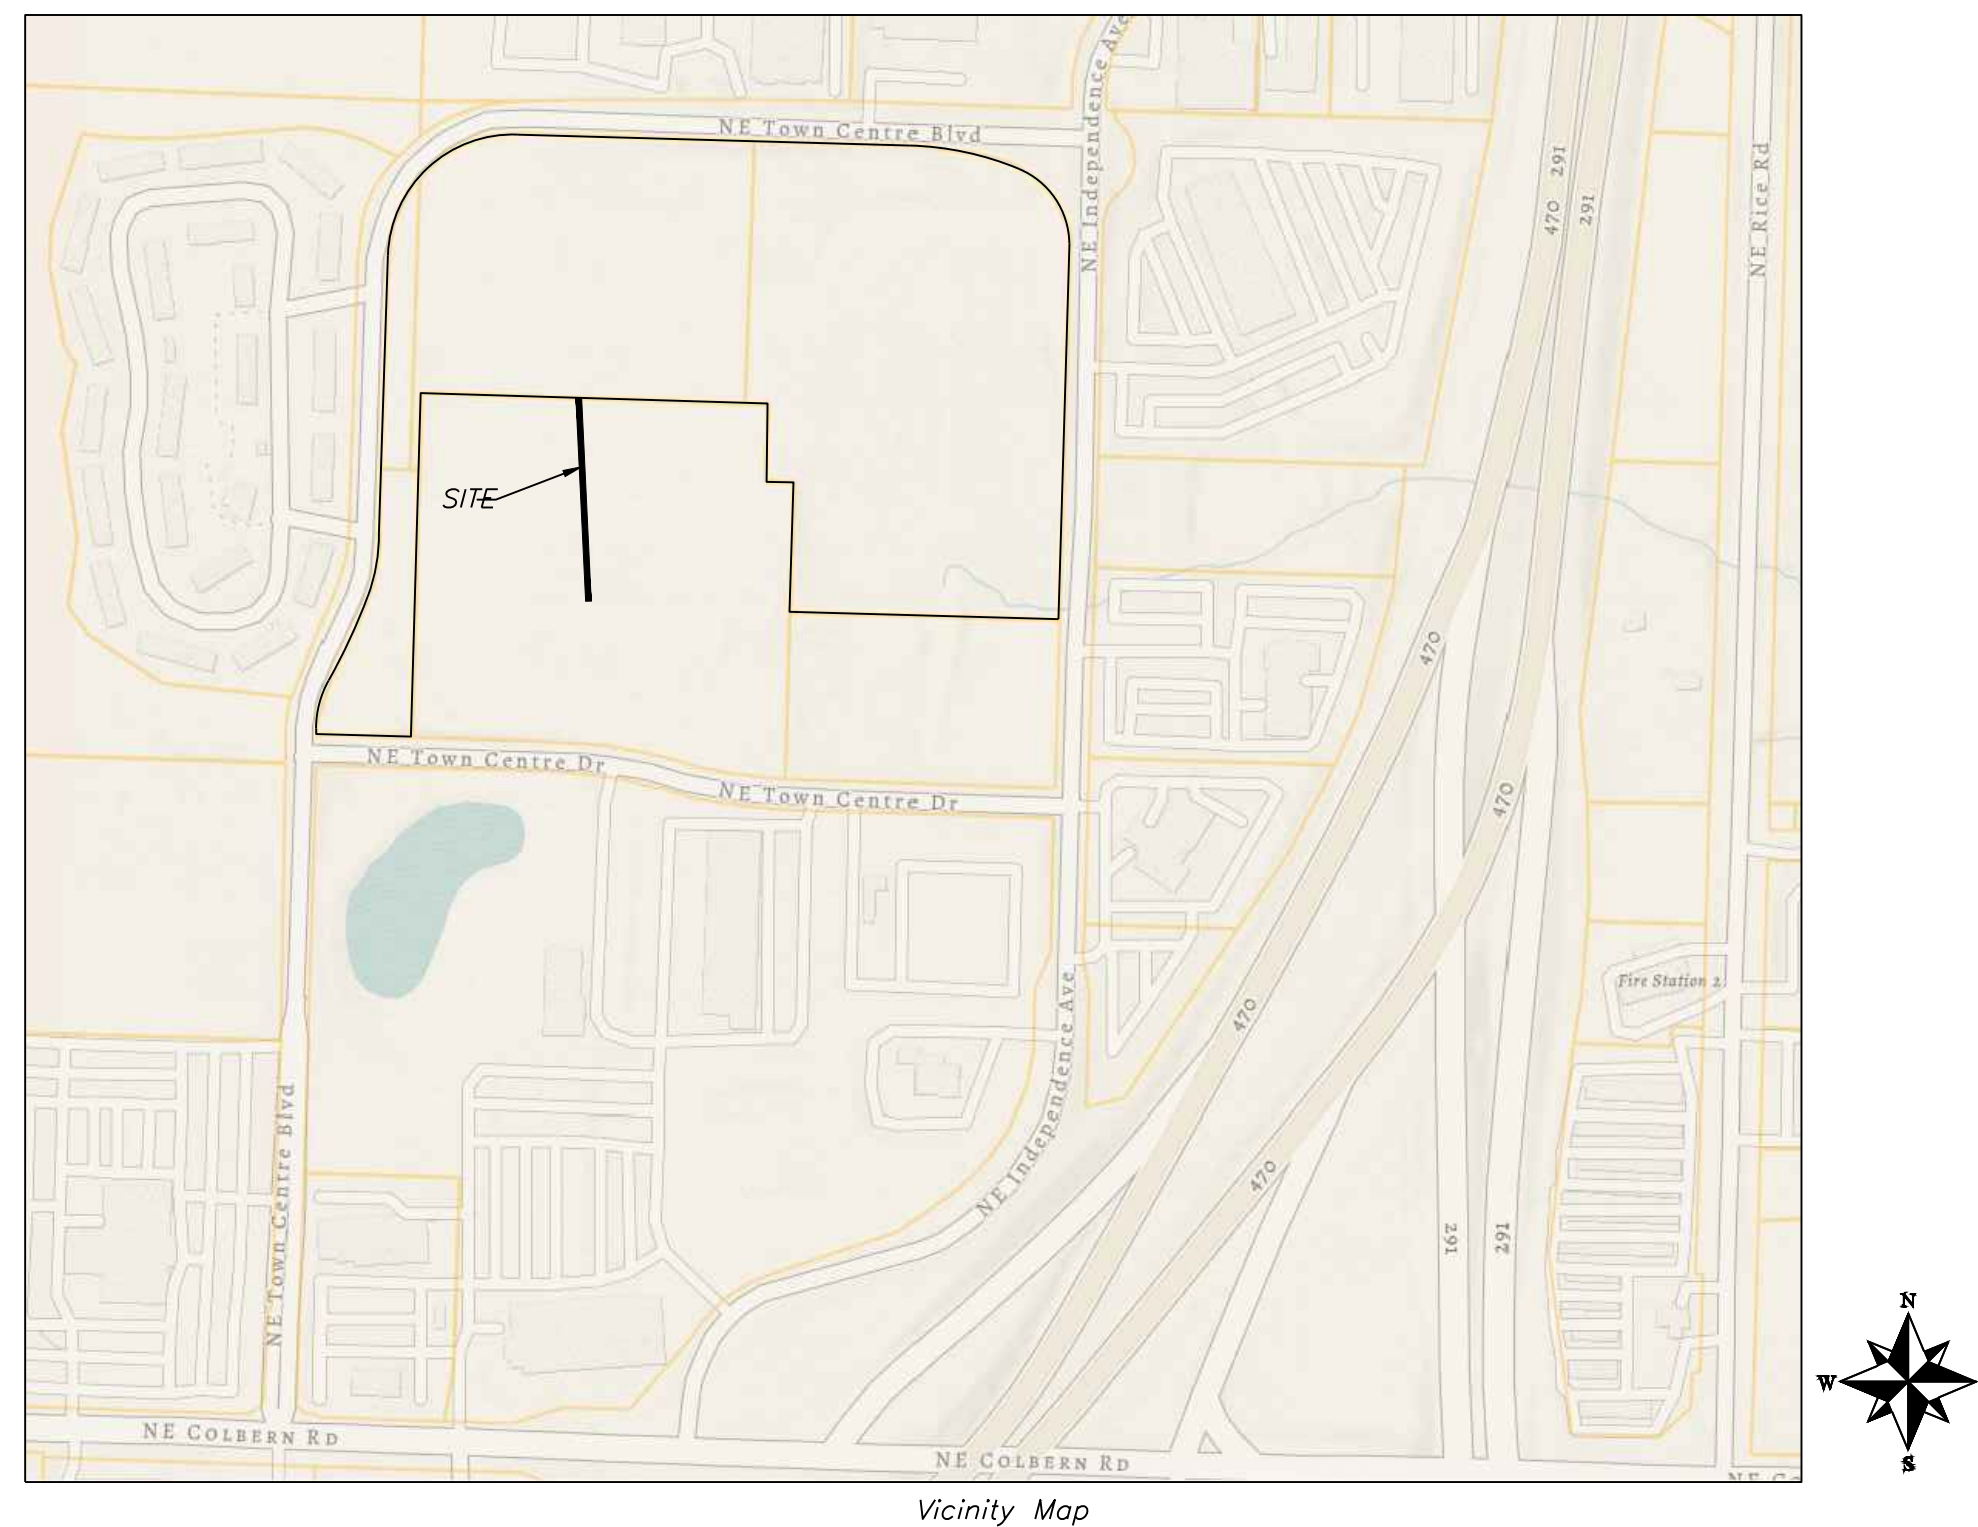 NE Town Centre Blvd
NE Independence Ave
470
291
291
NE Rice Rd
SITE
470
NE Town Centre Dr
NE Town Centre Dr
470
Fire Station 2
470
NE Independence Ave
NE Town Centre Blvd
470
291
291
NE COLBERN RD
NE COLBERN RD
N
W
S
Vicinity Map